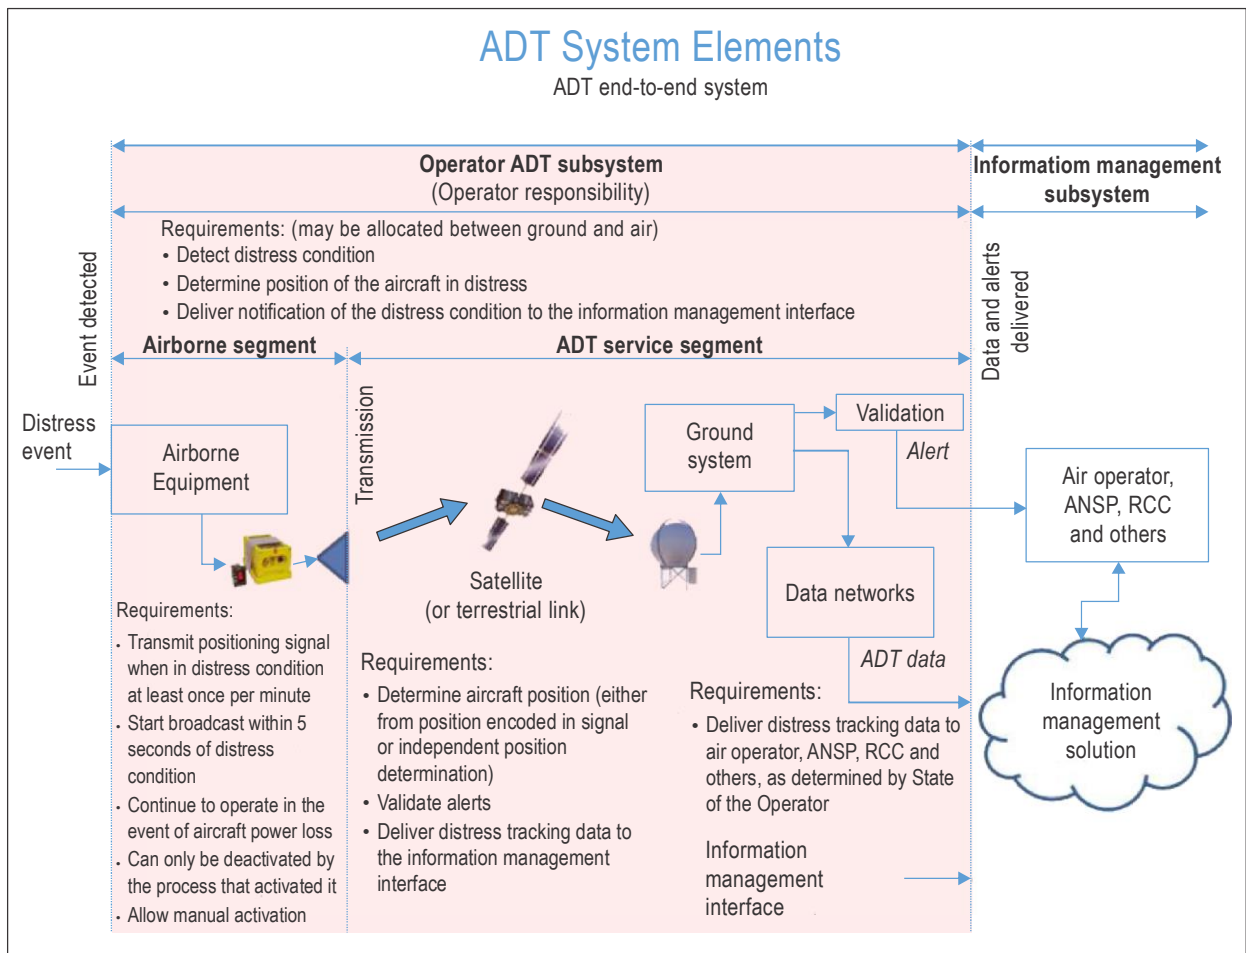 ADT System Elements
ADT end-to-end system
Operator ADT subsystem
(Operator responsibility)
Informatiom management
subsystem
Requirements: (may be allocated between ground and air)
• Detect distress condition
• Determine position of the aircraft in distress
• Deliver notification of the distress condition to the information management interface
Event detected
Data and alerts
delivered
Airborne segment
ADT service segment
Distress
event
Airborne
Equipment
Transmission
Satellite
(or terrestrial link)
Ground
system
Validation
Alert
Data networks
ADT data
Air operator,
ANSP, RCC
and others
Information
management
solution
Requirements:
• Transmit positioning signal
when in distress condition
at least once per minute
• Start broadcast within 5
seconds of distress
condition
• Continue to operate in the
event of aircraft power loss
• Can only be deactivated by
the process that activated it
• Allow manual activation
Requirements:
• Determine aircraft position (either
from position encoded in signal
or independent position
determination)
• Validate alerts
• Deliver distress tracking data to
the information management
interface
Requirements:
• Deliver distress tracking data to
air operator, ANSP, RCC and
others, as determined by State
of the Operator
Information
management
interface